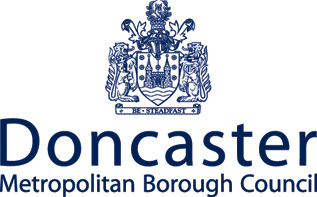 BE·STEADFAST
Doncaster
Metropolitan Borough Council